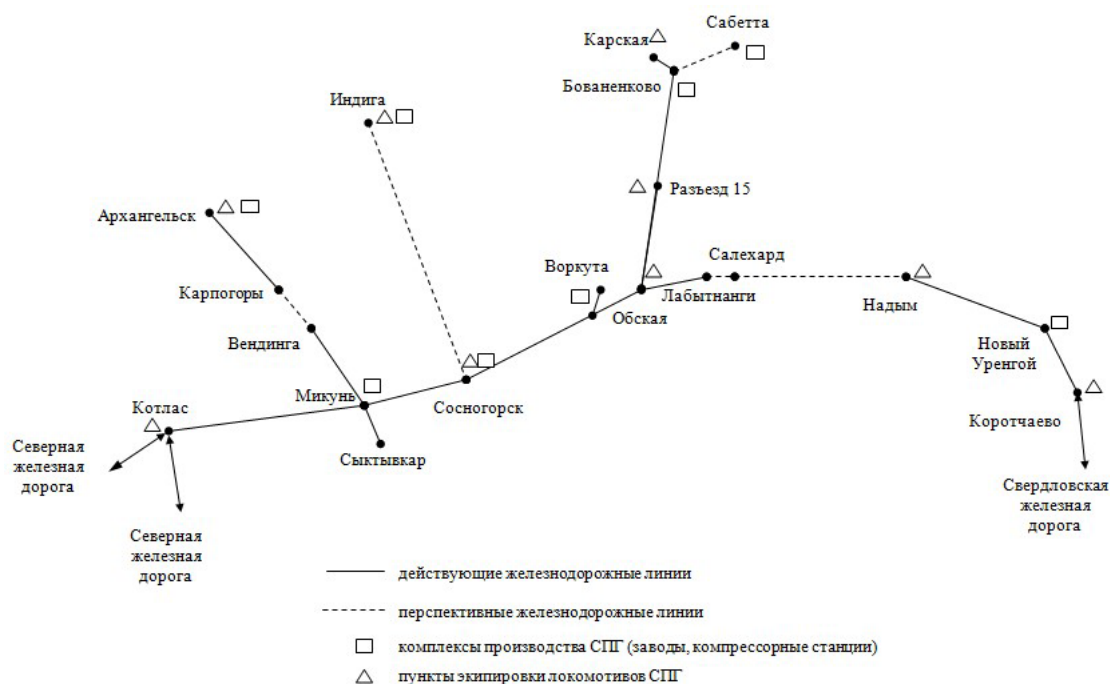 Сабетта
Карская
Бованенково
Индига
Разъезд 15
Архангельск
Салехард
Воркута
Карпогоры
Лабытнанги
Надым
Обская
Вендинга
Новый
Уренгой
Микунь
Сосногорск
Котлас
Коротчаево
Северная
железная
дорога
Сыктывкар
Свердловская
железная
дорога
Северная
железная
дорога
действующие железнодорожные линии
перспективные железнодорожные линии
комплексы производства СПГ (заводы, компрессорные станции)
пункты экипировки локомотивов СПГ